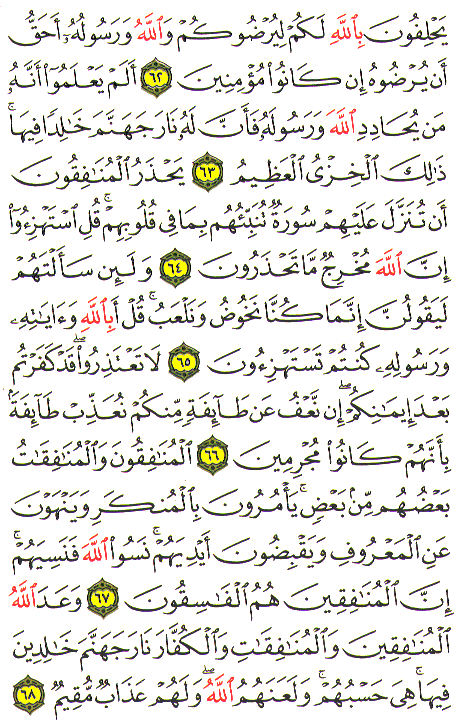 يَحْلِفُونَ بِٱللَّهِ لَكُمْ لِيُرْضُوكُمْ وَٱللَّهُ وَرَسُولُهُۥٓ أَحَقُّ
أَن يُرْضُوهُ إِن كَانُوا۟ مُؤْمِنِينَ ٦٢ أَلَمْ يَعْلَمُوٓا۟ أَنَّهُۥ
مَن يُحَادِدِ ٱللَّهَ وَرَسُولَهُۥ فَأَنَّ لَهُۥ نَارَ جَهَنَّمَ خَٰلِدًا فِيهَا ۚ
ذَٰلِكَ ٱلْخِزْىُ ٱلْعَظِيمُ ٦٣ يَحْذَرُ ٱلْمُنَٰفِقُونَ
أَن تُنَزَّلَ عَلَيْهِمْ سُورَةٌ تُنَبِّئُهُم بِمَا فِى قُلُوبِهِمْ ۚ قُلِ ٱسْتَهْزِءُوٓا۟
إِنَّ ٱللَّهَ مُخْرِجٌ مَّا تَحْذَرُونَ ٦٤ وَلَئِن سَأَلْتَهُمْ
لَيَقُولُنَّ إِنَّمَا كُنَّا نَخُوضُ وَنَلْعَبُ ۚ قُلْ أَبِٱللَّهِ وَءَايَٰتِهِۦ
وَرَسُولِهِۦ كُنتُمْ تَسْتَهْزِءُونَ ٦٥ لَا تَعْتَذِرُوا۟ ۖ قَدْ كَفَرْتُم
بَعْدَ إِيمَٰنِكُمْ ۚ إِن نَّعْفُ عَن طَآئِفَةٍ مِّنكُمْ نُعَذِّبْ طَآئِفَةًۢ
بِأَنَّهُمْ كَانُوا۟ مُجْرِمِينَ ٦٦ ٱلْمُنَٰفِقُونَ وَٱلْمُنَٰفِقَٰتُ
بَعْضُهُم مِّنۢ بَعْضٍ ۚ يَأْمُرُونَ بِٱلْمُنكَرِ وَيَنْهَوْنَ
عَنِ ٱلْمَعْرُوفِ وَيَقْبِضُونَ أَيْدِيَهُمْ ۚ نَسُوا۟ ٱللَّهَ فَنَسِيَهُمْ ۗ
إِنَّ ٱلْمُنَٰفِقِينَ هُمُ ٱلْفَٰسِقُونَ ٦٧ وَعَدَ ٱللَّهُ
ٱلْمُنَٰفِقِينَ وَٱلْمُنَٰفِقَٰتِ وَٱلْكُفَّارَ نَارَ جَهَنَّمَ خَٰلِدِينَ
فِيهَا ۚ هِىَ حَسْبُهُمْ ۚ وَلَعَنَهُمُ ٱللَّهُ ۖ وَلَهُمْ عَذَابٌ مُّقِيمٌ ٦٨